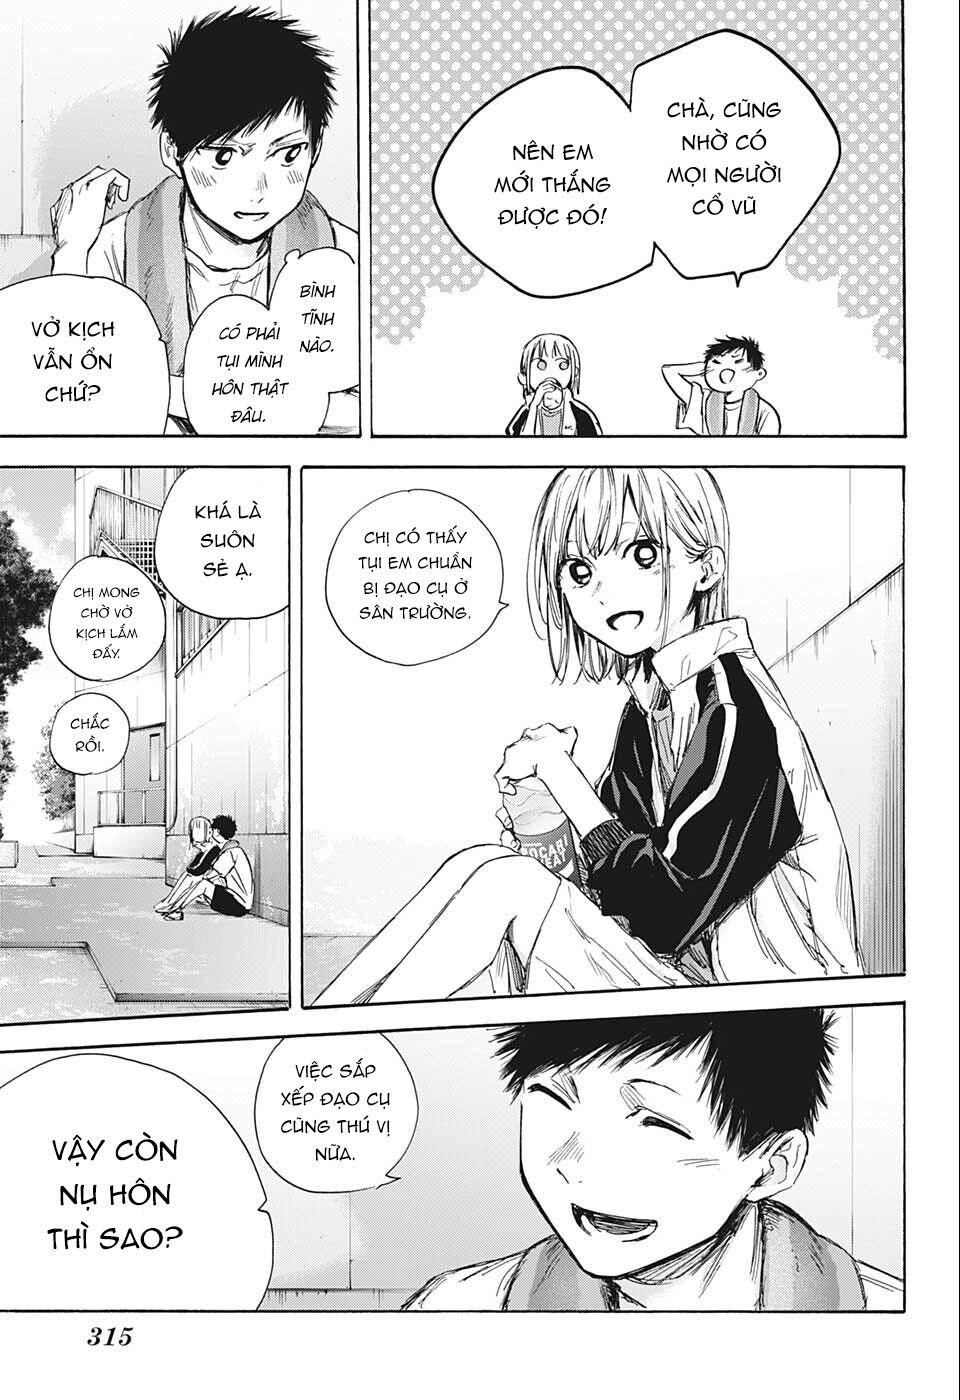 CHÀ, CŨNG
NHỜ CÓ
MỌI NGƯỜI
CỔ VŨ
NÊN EM
MỚI THẮNG
ĐƯỢC ĐÓ!
BÌNH
TĨNH
NÀO.
CÓ PHẢI
TỤI MÌNH
HÔN THẬT
ĐÂU.
VỞ KỊCH
VẪN ỔN
CHỨ?
CHỊ CÓ THẤY
TỤI EM CHUẨN
BỊ ĐẠO CỤ Ở
SÂN TRƯỜNG.
OCARI
EAT
KHÁ LÀ
SUÔN
SẺ Ạ.
CHỊ MONG
CHỜ VỞ
KỊCH LẮM
ĐẤY.
CHẮC
RỒI.
VIỆC SẮP
XẾP ĐẠO CỤ
CŨNG THÚ VỊ
NỮA.
VẬY CÒN
NỤ HÔN
THÌ SAO?
315